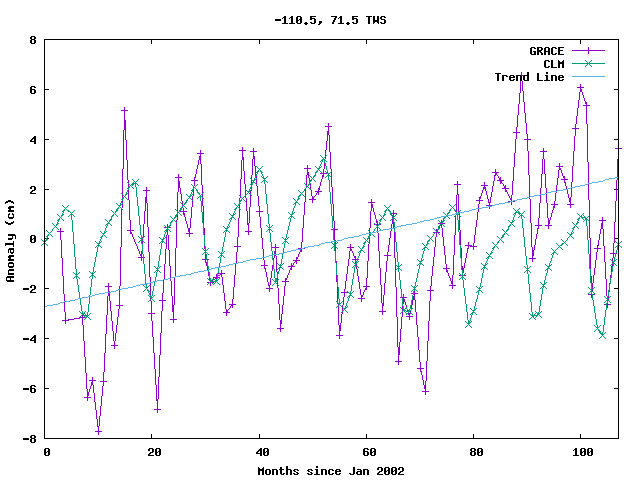 -110.5, 71.5 TWS
GRACE
CLM
Trend Line
8
6
4
2
0
-2
-4
-6
-8
Anomaly (cm)
0 20 40 60 80 100
Months since Jan 2002